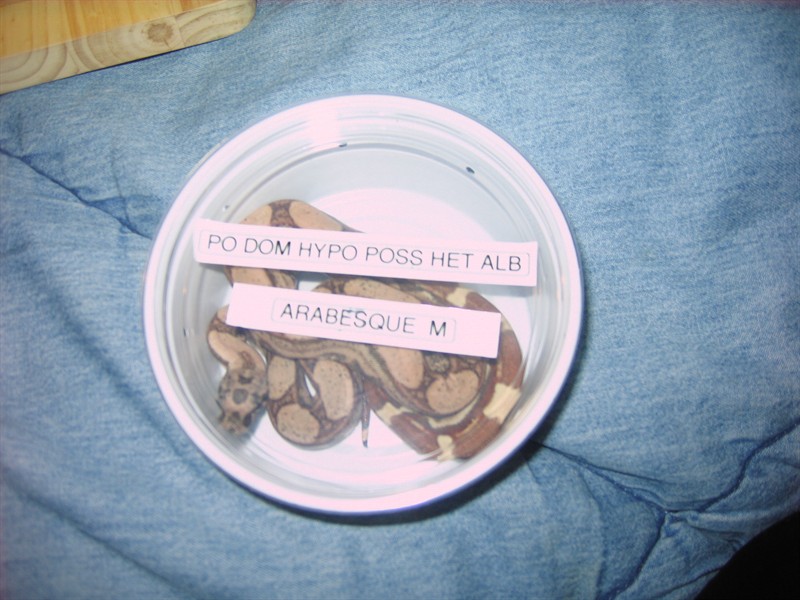 PO DOM HYPO POSS HET ALB
ARABESQUE M